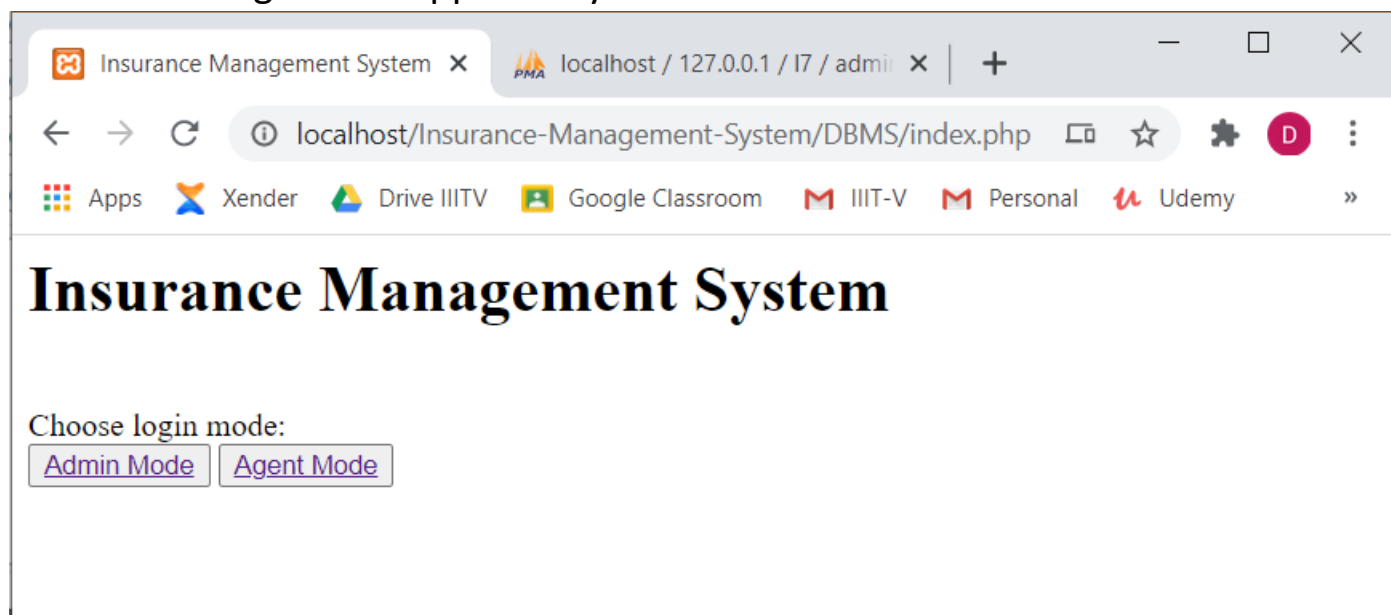 Insurance Management System
PMA localhost / 127.0.0.1 / l7 / admi
localhost/Insurance-Management-System/DBMS/index.php D
Apps Xender Drive IIITV Google Classroom IIIT-V Personal Udemy »
Insurance Management System
Choose login mode:
Admin Mode Agent Mode